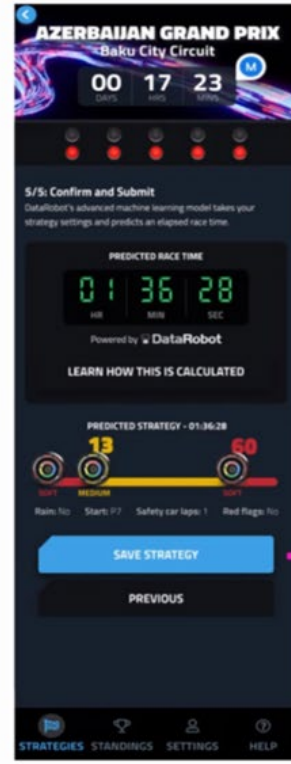 AZERBAIJAN GRAND PRIX
Baku City Circuit
M
00 17 23
DAYS HRS MINS
5/5: Confirm and Submit
DataRobot's advanced machine learning model takes your
strategy settings and predicts an elapsed race time.
PREDICTED RACE TIME
01 36 28
HR MIN SEC
Powered by DataRobot
LEARN HOW THIS IS CALCULATED
PREDICTED STRATEGY - 01:36:28
13 60
SOFT MEDIUM SOFT
Rain: No Start: P7 Safety car laps: 1 Red flags: No
SAVE STRATEGY
PREVIOUS
STRATEGIES STANDINGS SETTINGS HELP